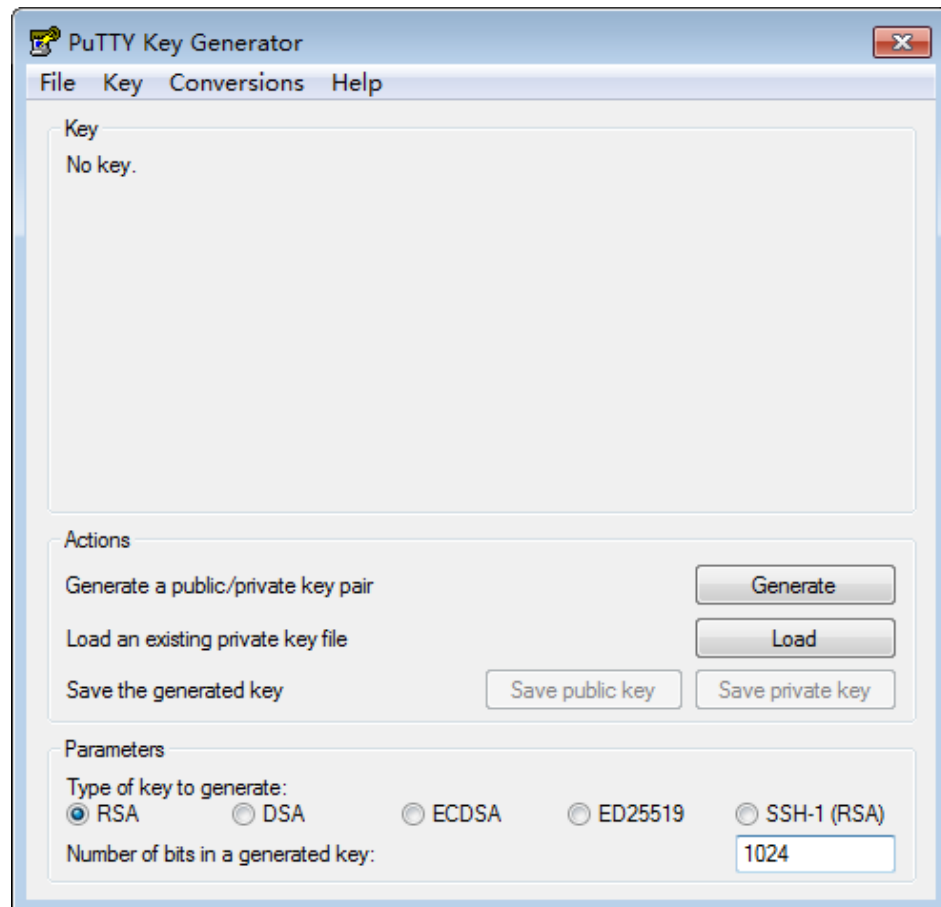 PuTTY Key Generator
File Key Conversions Help
Key
No key.
Actions
Generate a public/private key pair Generate
Load an existing private key file Load
Save the generated key Save public key Save private key
Parameters
Type of key to generate:
RSA DSA ECDSA ED25519 SSH-1 (RSA)
Number of bits in a generated key: 1024